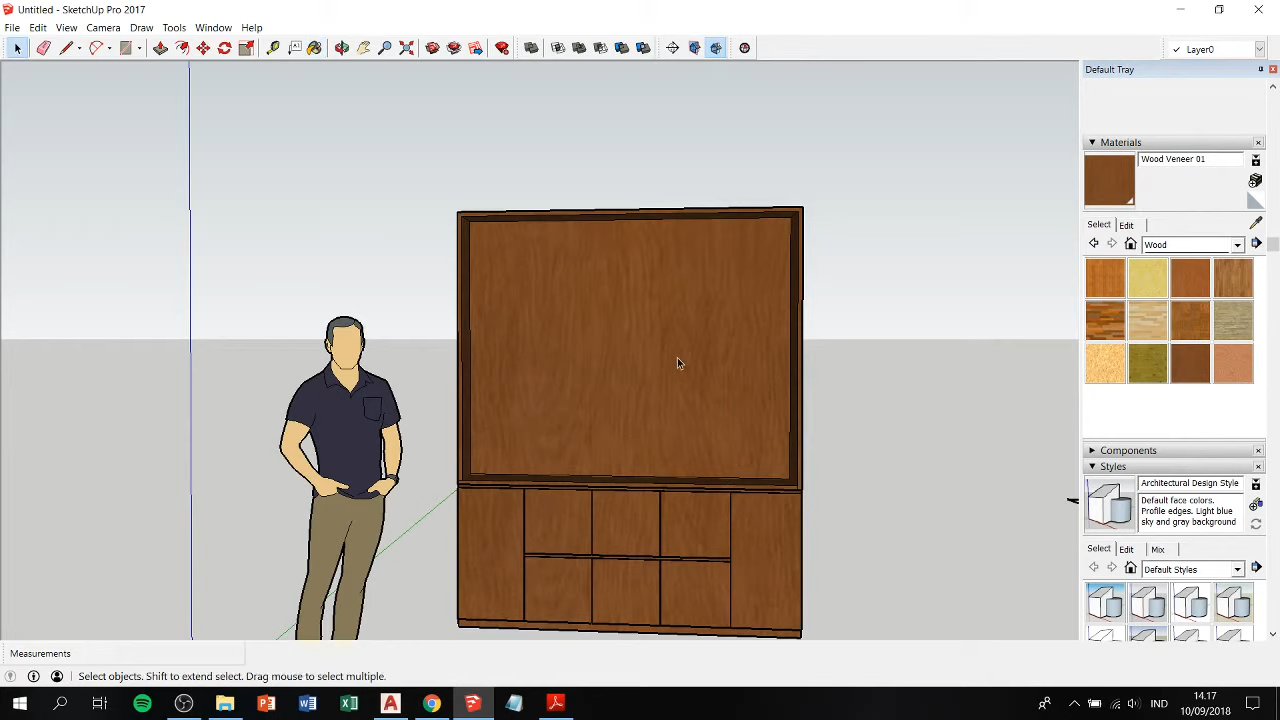 Untitled - SketchUp Pro 2017
File Edit View Camera Draw Tools Window Help
Layer0
Default Tray
Materials
Wood Veneer 01
Select Edit
Wood
Components
Styles
Architectural Design Style
Default face colors.
Profile edges. Light blue
sky and gray background
Select Edit Mix
Default Styles
Measurements
Select objects. Shift to extend select. Drag mouse to select multiple.
IND
14.17
10/09/2018